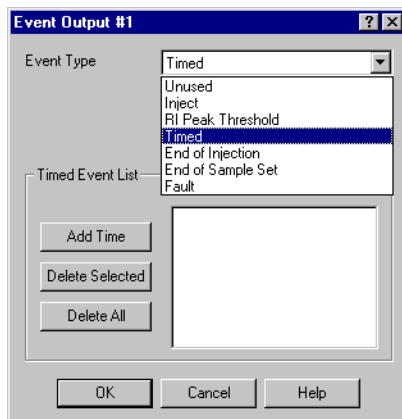 Event Output #1
Event Type
Timed
Unused
Inject
RI Peak Threshold
Timed
End of Injection
End of Sample Set
Fault
Timed Event List
Add Time
Delete Selected
Delete All
OK
Cancel
Help